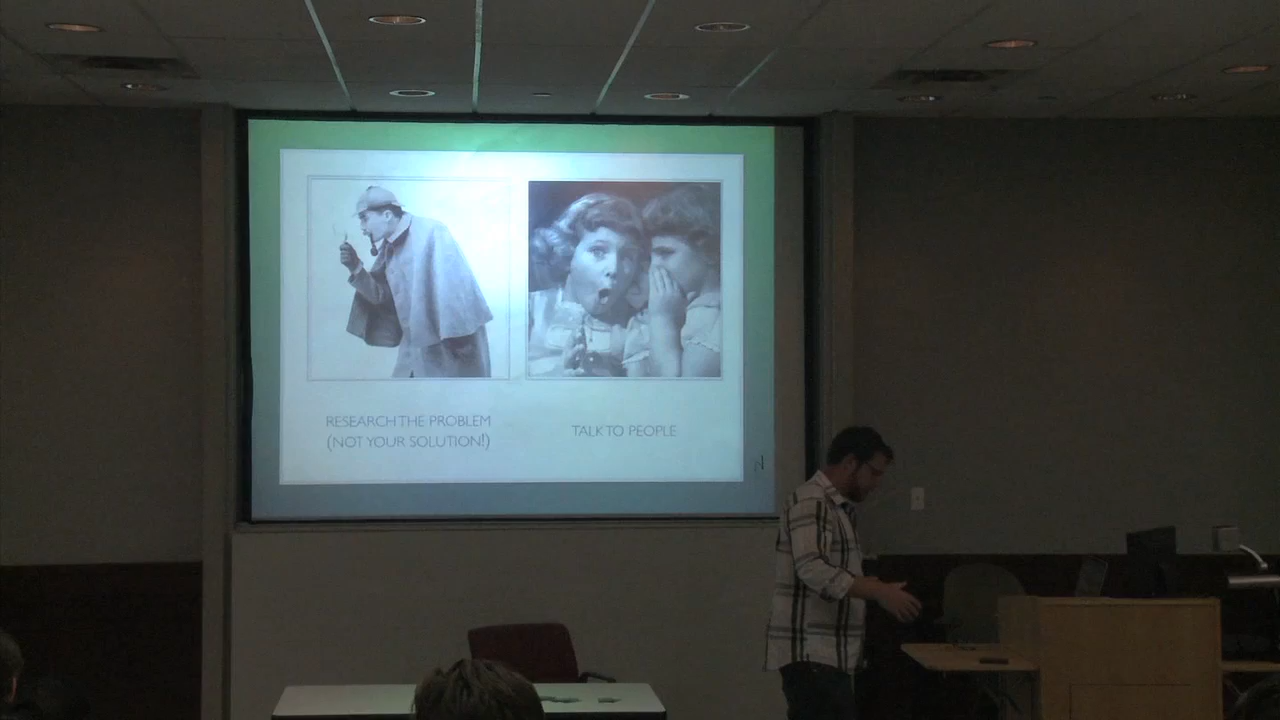 RESEARCH THE PROBLEM
(NOT YOUR SOLUTION!)
TALK TO PEOPLE